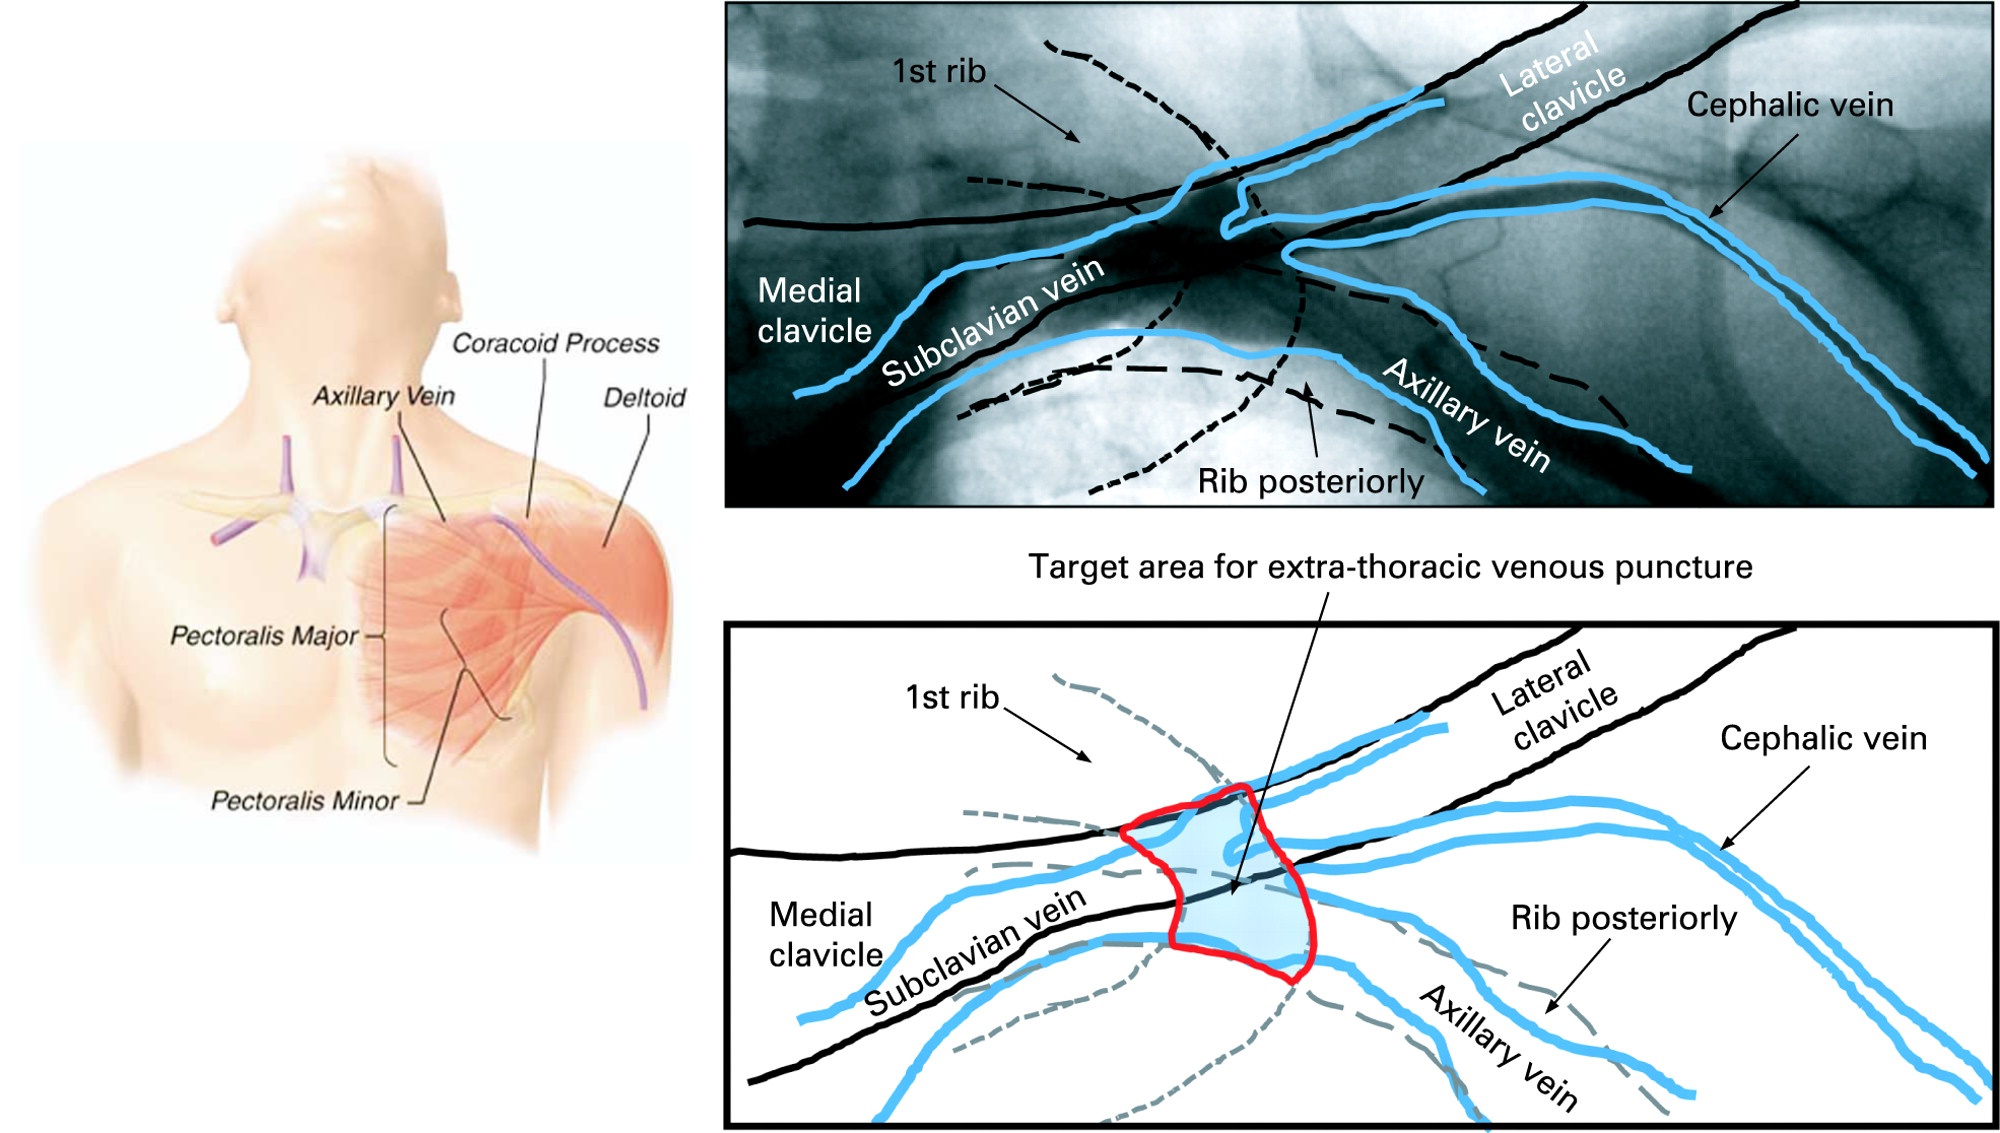 Coracoid Process
Axillary Vein
Deltoid
Pectoralis Major
Pectoralis Minor
1st rib
Lateral
clavicle
Cephalic vein
Medial
clavicle
Subclavian vein
Axillary vein
Rib posteriorly
Target area for extra-thoracic venous puncture
1st rib
Lateral
clavicle
Cephalic vein
Medial
clavicle
Subclavian vein
Rib posteriorly
Axillary vein